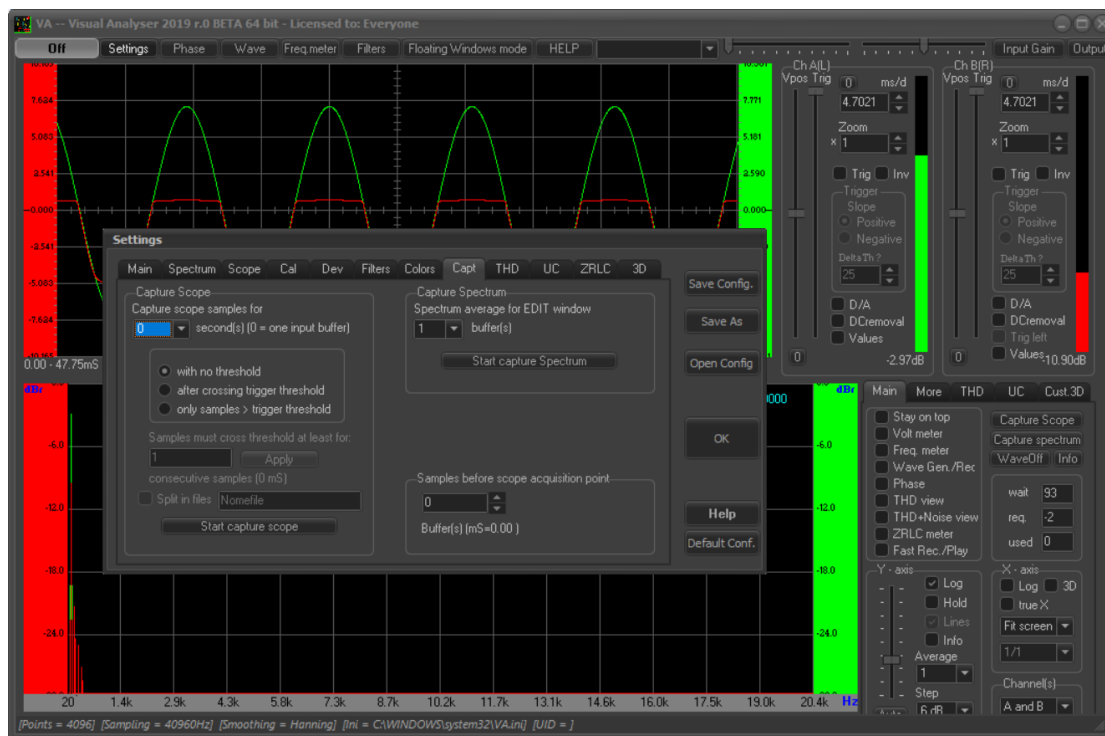 VA -- Visual Analyser 2019 r.0 BETA 64 bit - Licensed to: Everyone
Off Settings Phase Wave Freq.meter Filters Floating Windows mode HELP Input Gain Output
7.624
5.083
2.541
0.000
-2.541
-5.083
-7.624
0.00 - 47.75mS
7.771
5.181
2.590
0.000
Ch A(L)
Vpos Trig 0 ms/d
4.7021
Zoom
x 1
Trig Inv
Trigger
Slope
Positive
Negative
Delta Th ?
25
D/A
DCremoval
Values
0 -2.97dB
Ch B(R)
Vpos Trig 0 ms/d
4.7021
Zoom
x 1
Trig Inv
Trigger
Slope
Positive
Negative
Delta Th ?
25
D/A
DCremoval
Trig left
Values
0 -10.90dB
Settings
Main Spectrum Scope Cal Dev Filters Colors Capt THD UC ZRLC 3D
Capture Scope
Capture scope samples for
0 second(s) (0 = one input buffer)
with no threshold
after crossing trigger threshold
only samples > trigger threshold
Samples must cross threshold at least for:
1 Apply
consecutive samples (0 mS)
Split in files Nomefile
Start capture scope
Capture Spectrum
Spectrum average for EDIT window
1 buffer(s)
Start capture Spectrum
Samples before scope acquisition point
0
Buffer(s) (mS=0.00 )
Save Config.
Save As
Open Config
OK
Help
Default Conf.
dBr
-6.0
-12.0
-18.0
-24.0
dBr
-6.0
-12.0
-18.0
-24.0
20 1.4k 2.9k 4.3k 5.8k 7.3k 8.7k 10.2k 11.7k 13.1k 14.6k 16.0k 17.5k 19.0k 20.4k Hz
Main More THD UC Cust.3D
Stay on top
Volt meter
Freq. meter
Wave Gen./Rec
Phase
THD view
THD+Noise view
ZRLC meter
Fast Rec./Play
Capture Scope
Capture spectrum
WaveOff Info
wait 93
req. -2
used 0
Y - axis
Log
Hold
Lines
Info
Average
1
Step
Auto 6 dB
X - axis
Log 3D
true X
Fit screen
1/1
Channel(s)
A and B
[Points = 4096] [Sampling = 40960Hz] [Smoothing = Hanning] [Ini = C:\WINDOWS\system32\VA.ini] [UID = ]